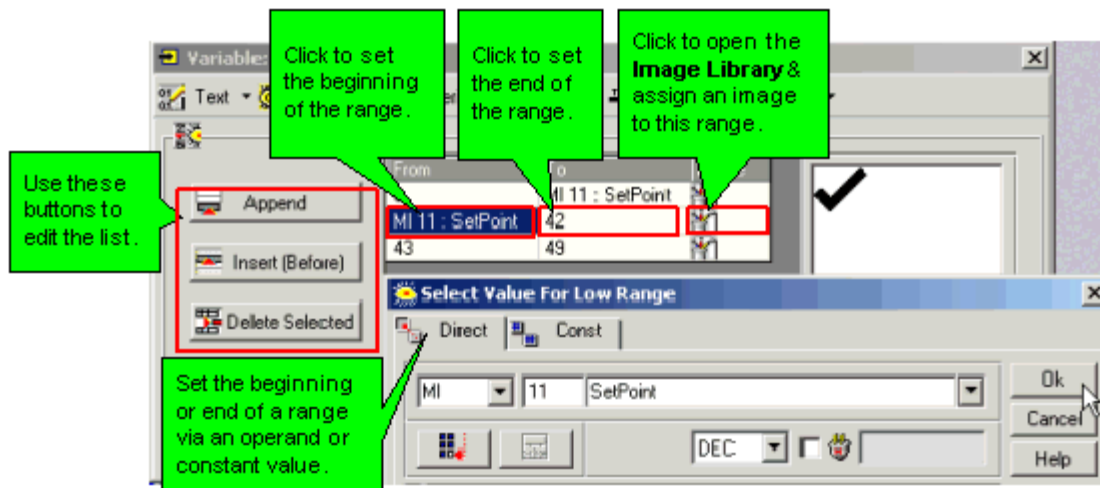 Click to set
the beginning
of the range.
Click to set
the end of
the range.
Click to open the
Image Library &
assign an image
to this range.
Variable:
Text
Use these
buttons to
edit the list.
Append
Insert (Before)
Delete Selected
From
MI 11 : SetPoint
MI 11 : SetPoint 42
43 49
Select Value For Low Range
Direct Const
Set the beginning
or end of a range
via an operand or
constant value.
MI 11 SetPoint
DEC
Ok
Cancel
Help